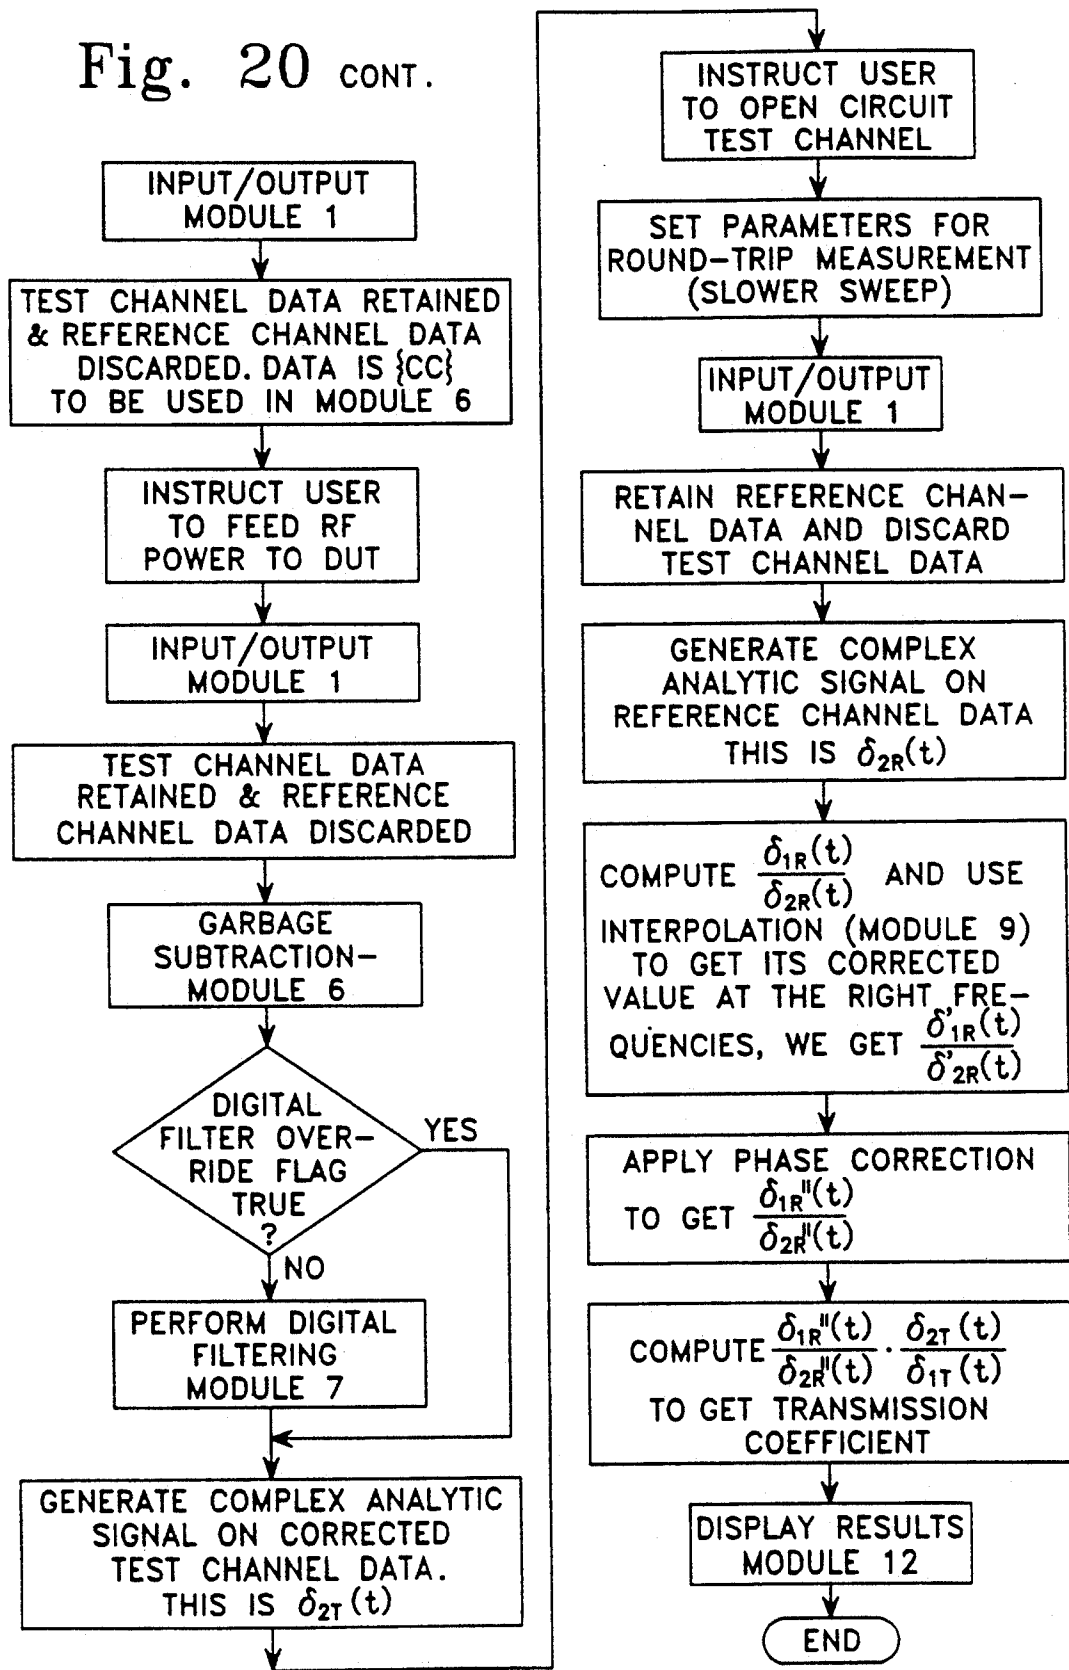 Fig. 20 CONT.
INPUT/OUTPUT
MODULE 1
TEST CHANNEL DATA RETAINED
& REFERENCE CHANNEL DATA
DISCARDED. DATA IS {CC}
TO BE USED IN MODULE 6
INSTRUCT USER
TO FEED RF
POWER TO DUT
INPUT/OUTPUT
MODULE 1
TEST CHANNEL DATA
RETAINED & REFERENCE
CHANNEL DATA DISCARDED
GARBAGE
SUBTRACTION-
MODULE 6
DIGITAL
FILTER OVER-
RIDE FLAG
TRUE
?
YES
NO
PERFORM DIGITAL
FILTERING
MODULE 7
GENERATE COMPLEX ANALYTIC
SIGNAL ON CORRECTED
TEST CHANNEL DATA.
THIS IS δ2T(t)
INSTRUCT USER
TO OPEN CIRCUIT
TEST CHANNEL
SET PARAMETERS FOR
ROUND-TRIP MEASUREMENT
(SLOWER SWEEP)
INPUT/OUTPUT
MODULE 1
RETAIN REFERENCE CHAN-
NEL DATA AND DISCARD
TEST CHANNEL DATA
GENERATE COMPLEX
ANALYTIC SIGNAL ON
REFERENCE CHANNEL DATA
THIS IS δ2R(t)
COMPUTE δ1R(t)/δ2R(t) AND USE
INTERPOLATION (MODULE 9)
TO GET ITS CORRECTED
VALUE AT THE RIGHT FRE-
QUENCIES, WE GET δ'1R(t)/δ'2R(t)
APPLY PHASE CORRECTION
TO GET δ1R"(t)/δ2R"(t)
COMPUTE δ1R"(t)/δ2R"(t) · δ2T(t)/δ1T(t)
TO GET TRANSMISSION
COEFFICIENT
DISPLAY RESULTS
MODULE 12
END